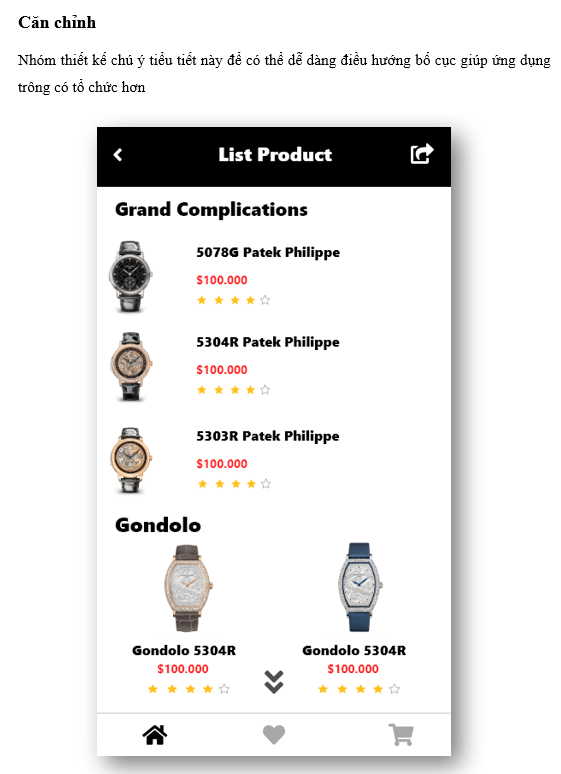 Căn chỉnh
Nhóm thiết kế chú ý tiểu tiết này để có thể dễ dàng điều hướng bố cục giúp ứng dụng
trông có tổ chức hơn
List Product
Grand Complications
5078G Patek Philippe
$100.000
5304R Patek Philippe
$100.000
5303R Patek Philippe
$100.000
Gondolo
Gondolo 5304R
$100.000
Gondolo 5304R
$100.000